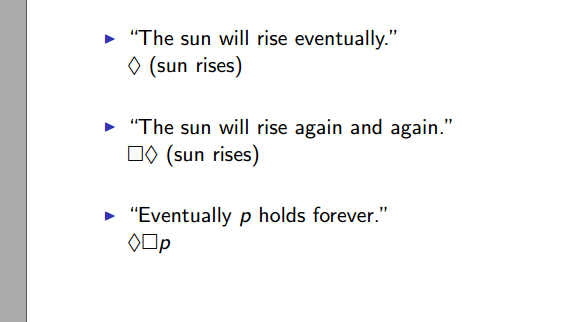 ▶ “The sun will rise eventually.”
◊ (sun rises)
▶ “The sun will rise again and again.”
□◊ (sun rises)
▶ “Eventually p holds forever.”
◊□p